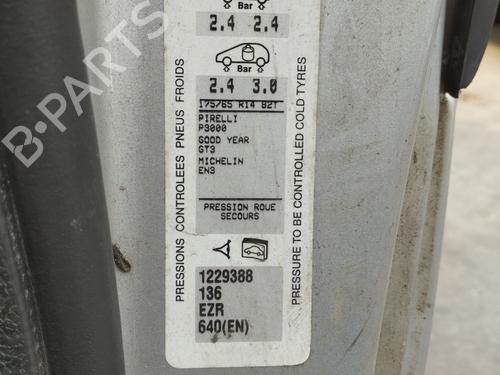 Bar
2.4 2.4
Bar
2.4 3.0
175/65 R14 82T
PIRELLI
P3000
GOOD YEAR
GT3
MICHELIN
EN3
PRESSION ROUE
SECOURS
1229388
136
EZR
640(EN)
PRESSIONS CONTROLEES PNEUS FROIDS
PRESSURE TO BE CONTROLLED COLD TYRES